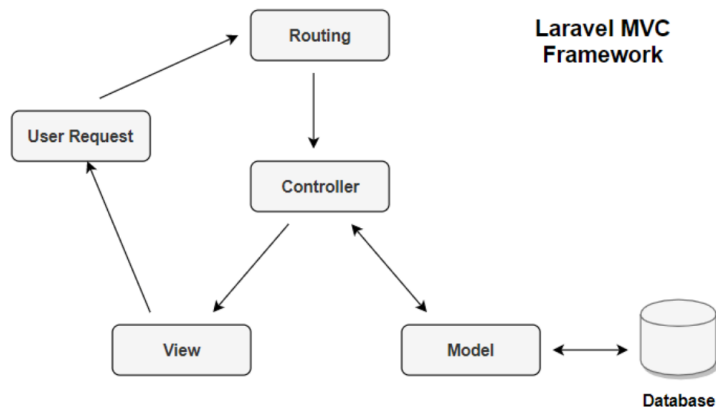 Laravel MVC
Framework
Routing
User Request
Controller
View
Model
Database